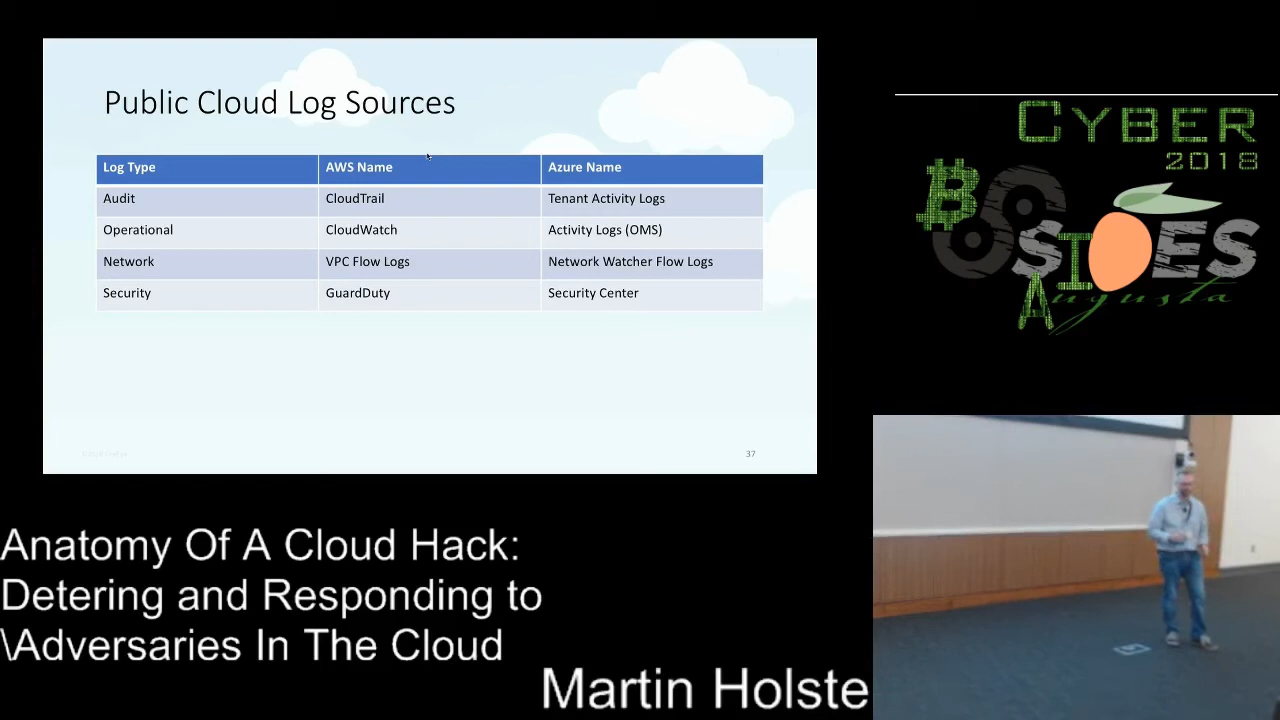 Public Cloud Log Sources
Log Type AWS Name Azure Name
Audit CloudTrail Tenant Activity Logs
Operational CloudWatch Activity Logs (OMS)
Network VPC Flow Logs Network Watcher Flow Logs
Security GuardDuty Security Center
37
CYBER
2018
BSIDES
Augusta
Anatomy Of A Cloud Hack:
Detering and Responding to
\Adversaries In The Cloud
Martin Holste